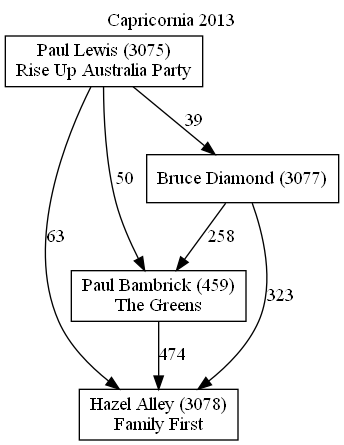 Capricornia 2013
Paul Lewis (3075)
Rise Up Australia Party
39
Bruce Diamond (3077)
50
63
258
Paul Bambrick (459)
The Greens
323
474
Hazel Alley (3078)
Family First